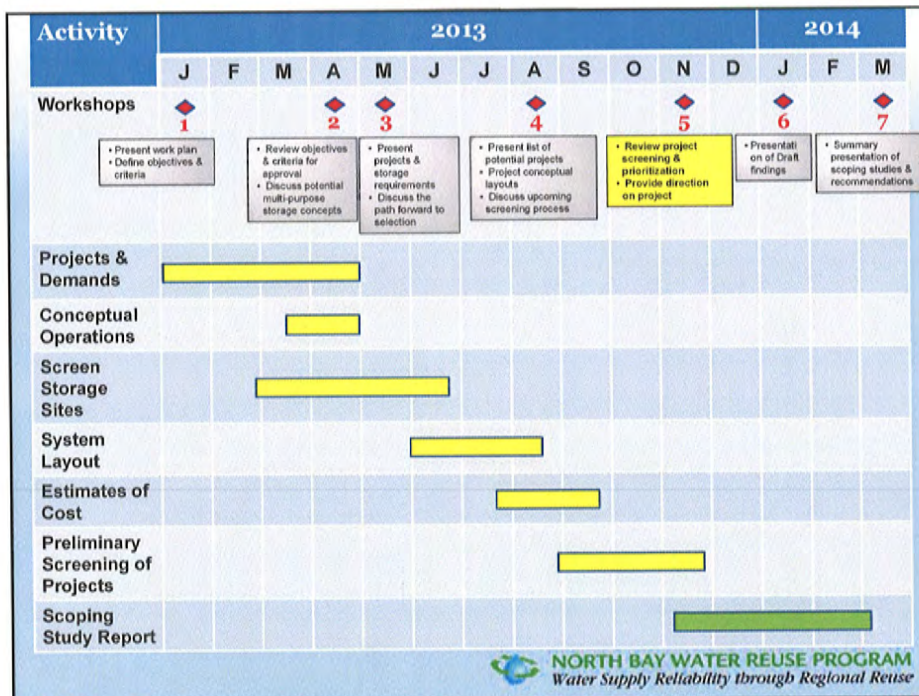 Activity
2013
2014
J F M A M J J A S O N D J F M
Workshops
1 2 3 4 5 6 7
• Present work plan
• Define objectives &
criteria
• Review objectives
& criteria for
approval
• Discuss potential
multi-purpose
storage concepts
• Present
projects &
storage
requirements
• Discuss the
path forward to
selection
• Present list of
potential projects
• Project conceptual
layouts
• Discuss upcoming
screening process
• Review project
screening &
prioritization
• Provide direction
on project
• Presentati
on of Draft
findings
• Summary
presentation of
scoping studies &
recommendations
Projects &
Demands
Conceptual
Operations
Screen
Storage
Sites
System
Layout
Estimates of
Cost
Preliminary
Screening of
Projects
Scoping
Study Report
NORTH BAY WATER REUSE PROGRAM
Water Supply Reliability through Regional Reuse